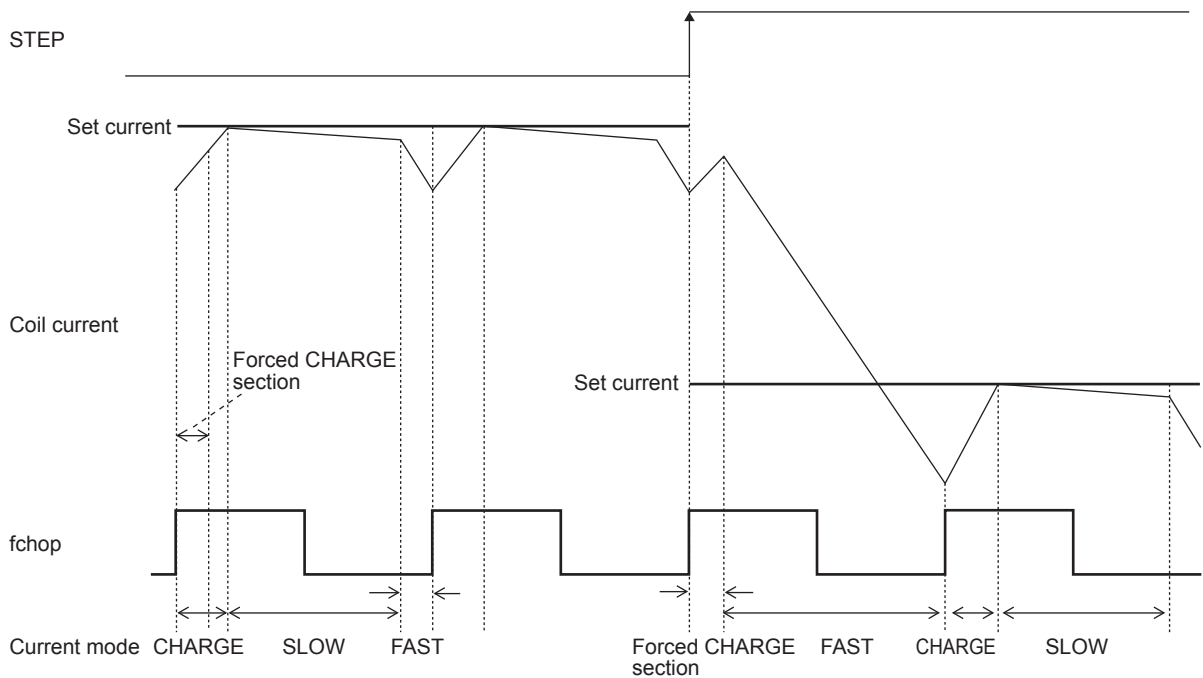 STEP
Set current
Coil current
Forced CHARGE
section
Set current
fchop
Current mode CHARGE SLOW FAST Forced CHARGE FAST CHARGE SLOW
section